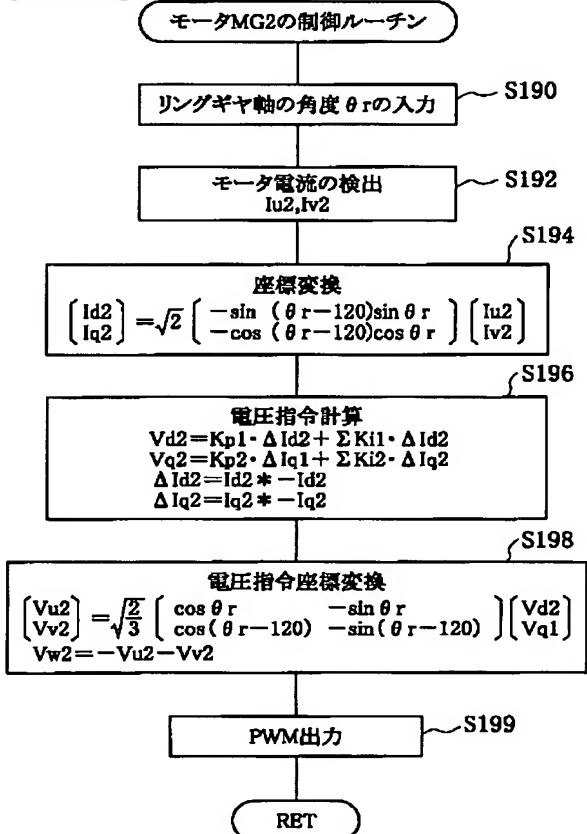 モータMG2の制御ルーチン
S190
リングギヤ軸の角度 θrの入力
S192
モータ電流の検出
Iu2,Iv2
S194
座標変換
[Id2 Iq2] =√2 [−sin (θr−120)sinθr −cos (θr−120)cosθr] [Iu2 Iv2]
S196
電圧指令計算
Vd2=Kp1・ΔId2+ΣKi1・ΔId2
Vq2=Kp2・ΔIq1+ΣKi2・ΔIq2
ΔId2=Id2*−Id2
ΔIq2=Iq2*−Iq2
S198
電圧指令座標変換
[Vu2 Vv2] =√2/3 [cosθr −sinθr cos(θr−120) −sin(θr−120)] [Vd2 Vq1]
Vw2=−Vu2−Vv2
S199
PWM出力
RET